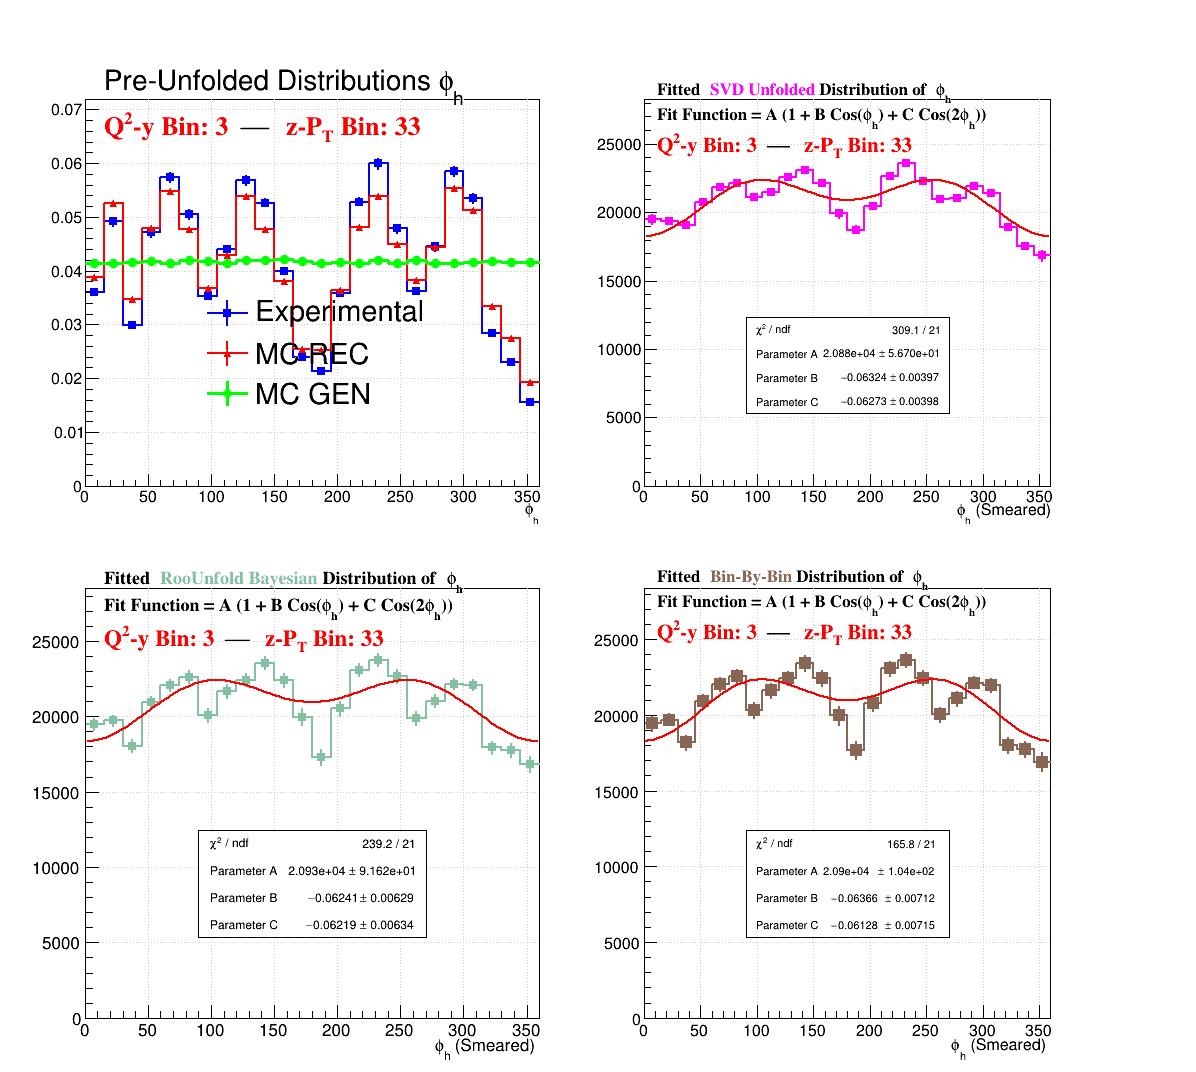 Pre-Unfolded Distributions ϕh
Q²-y Bin: 3 — z-PT Bin: 33
0.07
0.06
0.05
0.04
0.03
0.02
0.01
0
Experimental
MC REC
MC GEN
0 50 100 150 200 250 300 350
ϕh
Fitted SVD Unfolded Distribution of ϕh
Fit Function = A (1 + B Cos(ϕh) + C Cos(2ϕh))
Q²-y Bin: 3 — z-PT Bin: 33
25000
20000
15000
10000
5000
0
χ² / ndf 309.1 / 21
Parameter A 2.088e+04 ± 5.670e+01
Parameter B −0.06324 ± 0.00397
Parameter C −0.06273 ± 0.00398
0 50 100 150 200 250 300 350
ϕh (Smeared)
Fitted RooUnfold Bayesian Distribution of ϕh
Fit Function = A (1 + B Cos(ϕh) + C Cos(2ϕh))
Q²-y Bin: 3 — z-PT Bin: 33
25000
20000
15000
10000
5000
0
χ² / ndf 239.2 / 21
Parameter A 2.093e+04 ± 9.162e+01
Parameter B −0.06241 ± 0.00629
Parameter C −0.06219 ± 0.00634
0 50 100 150 200 250 300 350
ϕh (Smeared)
Fitted Bin-By-Bin Distribution of ϕh
Fit Function = A (1 + B Cos(ϕh) + C Cos(2ϕh))
Q²-y Bin: 3 — z-PT Bin: 33
25000
20000
15000
10000
5000
0
χ² / ndf 165.8 / 21
Parameter A 2.09e+04 ± 1.04e+02
Parameter B −0.06366 ± 0.00712
Parameter C −0.06128 ± 0.00715
0 50 100 150 200 250 300 350
ϕh (Smeared)